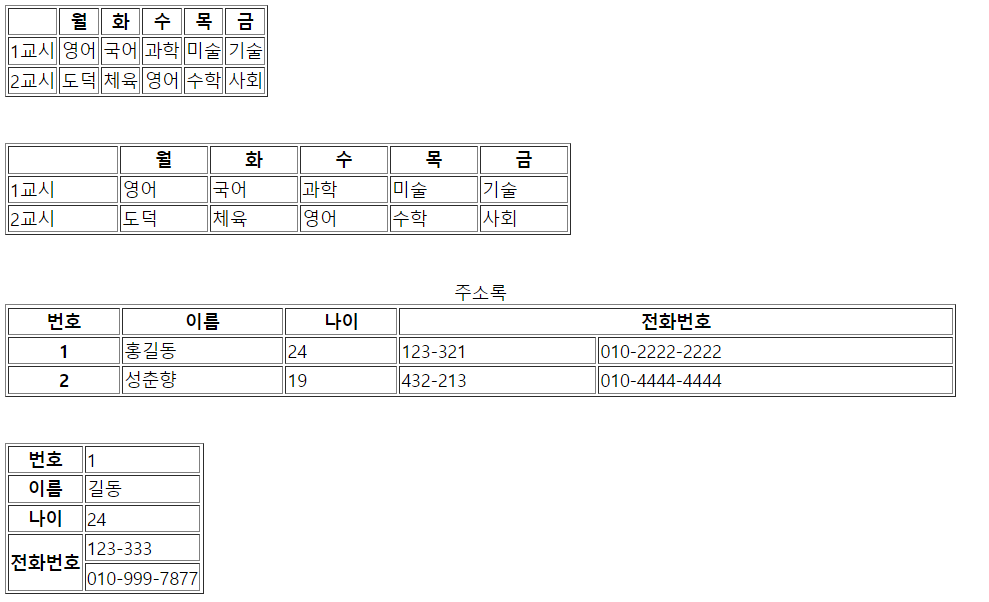 월 화 수 목 금
1교시 영어 국어 과학 미술 기술
2교시 도덕 체육 영어 수학 사회
월 화 수 목 금
1교시 영어 국어 과학 미술 기술
2교시 도덕 체육 영어 수학 사회
주소록
번호 이름 나이 전화번호
1 홍길동 24 123-321 010-2222-2222
2 성춘향 19 432-213 010-4444-4444
번호 1
이름 길동
나이 24
전화번호 123-333
010-999-7877